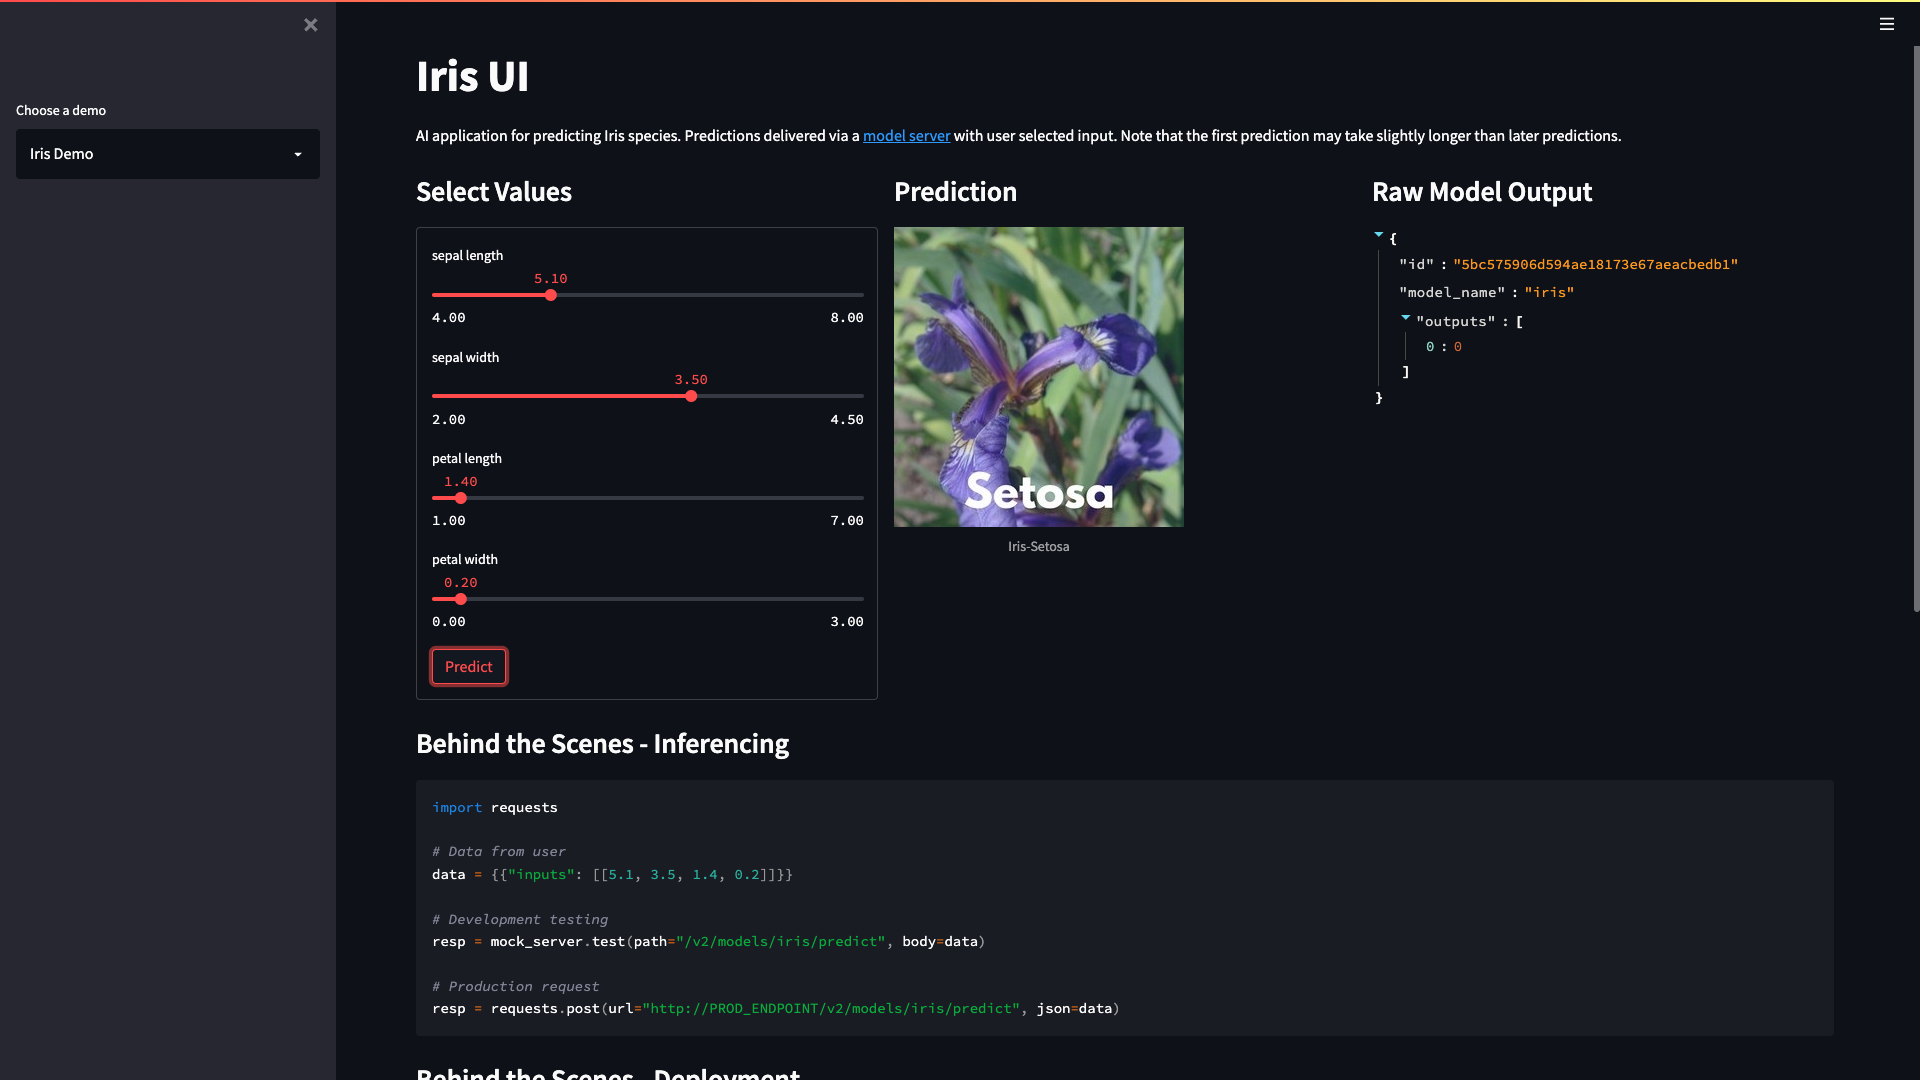 Choose a demo
Iris Demo
Iris UI
AI application for predicting Iris species. Predictions delivered via a model server with user selected input. Note that the first prediction may take slightly longer than later predictions.
Select Values
sepal length
5.10
4.00 8.00
sepal width
3.50
2.00 4.50
petal length
1.40
1.00 7.00
petal width
0.20
0.00 3.00
Predict
Prediction
Setosa
Iris-Setosa
Raw Model Output
{
"id" : "5bc575906d594ae18173e67aeacbedb1"
"model_name" : "iris"
"outputs" : [
0 : 0
]
}
Behind the Scenes - Inferencing
import requests
# Data from user
data = {{"inputs": [[5.1, 3.5, 1.4, 0.2]]}}
# Development testing
resp = mock_server.test(path="/v2/models/iris/predict", body=data)
# Production request
resp = requests.post(url="http://PROD_ENDPOINT/v2/models/iris/predict", json=data)
Behind the Scenes - Deployment